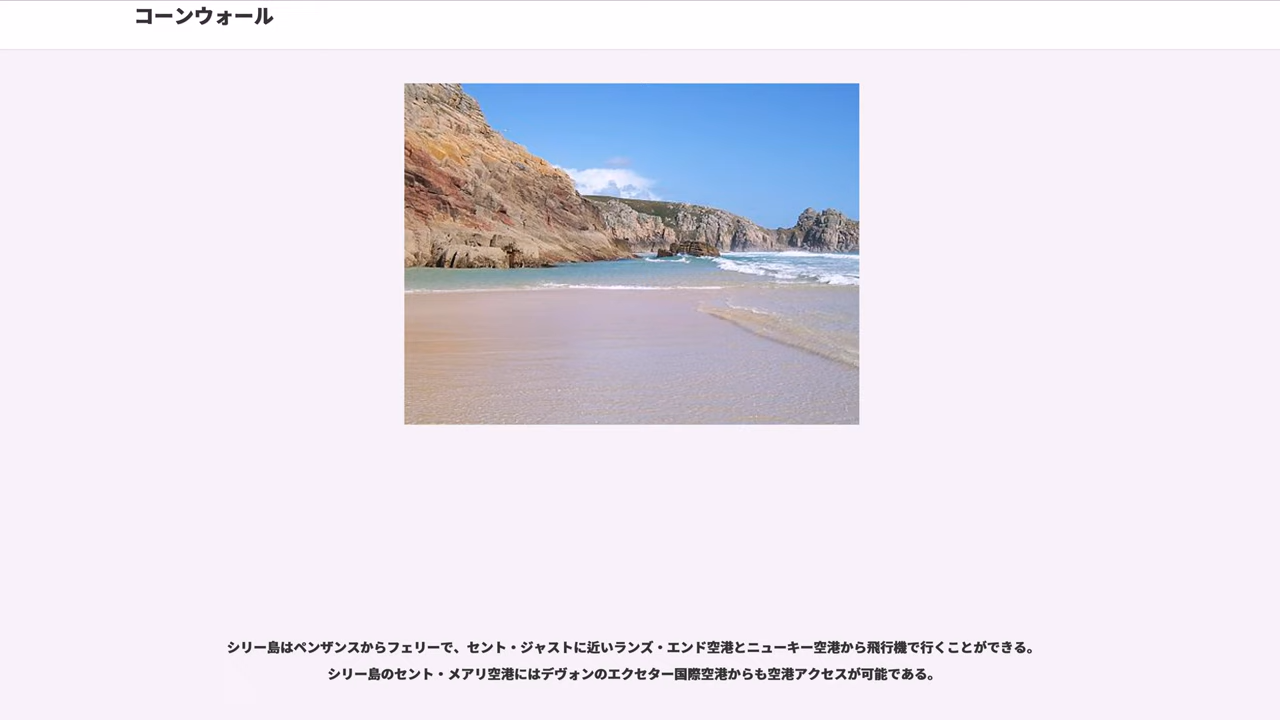 コーンウォール
シリー島はペンザンスからフェリーで、セント・ジャストに近いランズ・エンド空港とニューキー空港から飛行機で行くことができる。
シリー島のセント・メアリ空港にはデヴォンのエクセター国際空港からも空港アクセスが可能である。